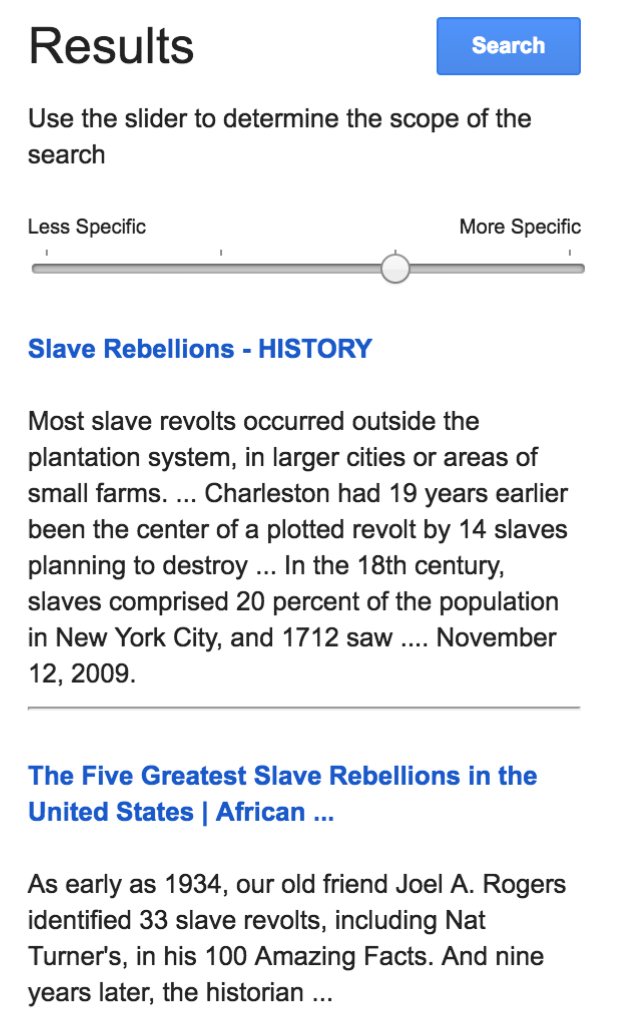 Results
Search
Use the slider to determine the scope of the
search
Less Specific
More Specific
Slave Rebellions - HISTORY
Most slave revolts occurred outside the
plantation system, in larger cities or areas of
small farms. ... Charleston had 19 years earlier
been the center of a plotted revolt by 14 slaves
planning to destroy ... In the 18th century,
slaves comprised 20 percent of the population
in New York City, and 1712 saw .... November
12, 2009.
The Five Greatest Slave Rebellions in the
United States | African ...
As early as 1934, our old friend Joel A. Rogers
identified 33 slave revolts, including Nat
Turner's, in his 100 Amazing Facts. And nine
years later, the historian ...